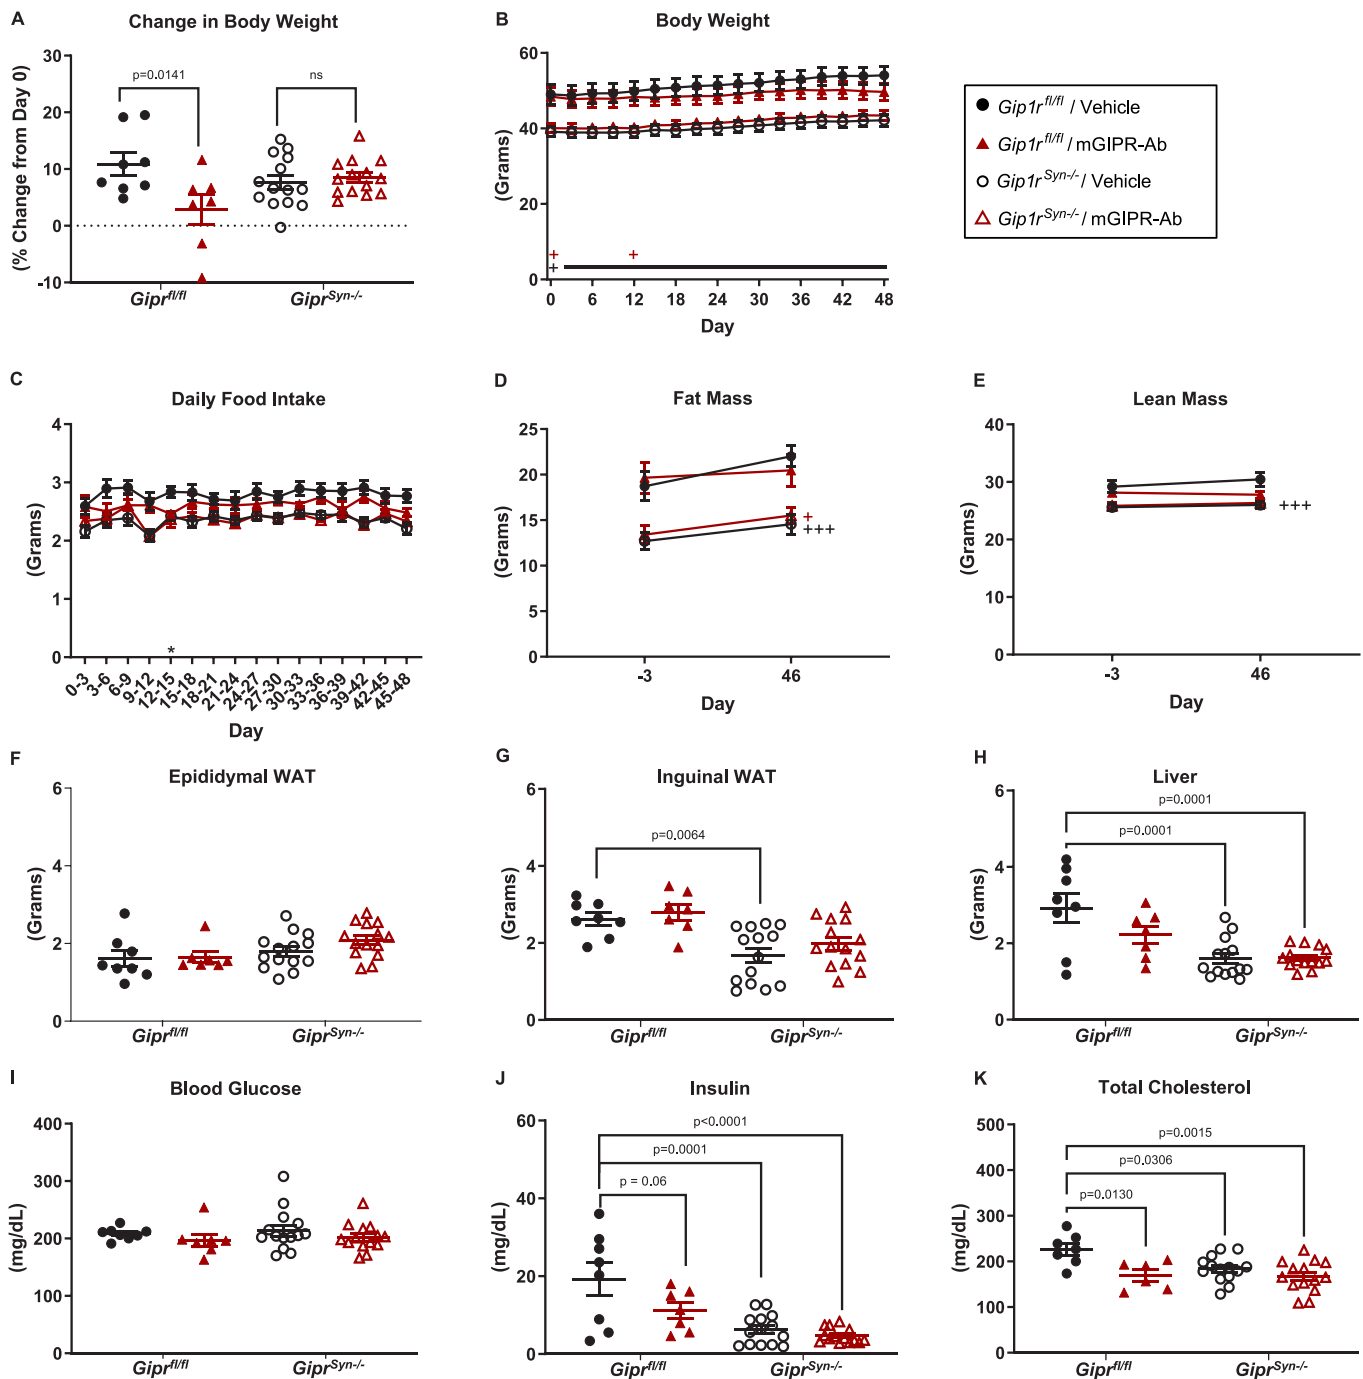 A
Change in Body Weight
(% Change from Day 0)
30
20
10
0
-10
p=0.0141
ns
Gipr^fl/fl
Gipr^Syn-/-
B
Body Weight
(Grams)
60
40
20
0
+ +
+
0 6 12 18 24 30 36 42 48
Day
Gip1r^fl/fl / Vehicle
Gip1r^fl/fl / mGIPR-Ab
Gip1r^Syn-/- / Vehicle
Gip1r^Syn-/- / mGIPR-Ab
C
Daily Food Intake
(Grams)
4
3
2
1
0
*
0-3 3-6 6-9 9-12 12-15 15-18 18-21 21-24 24-27 27-30 30-33 33-36 36-39 39-42 42-45 45-48
Day
D
Fat Mass
(Grams)
25
20
15
10
5
0
+
+++
-3 46
Day
E
Lean Mass
(Grams)
40
30
20
10
0
+++
-3 46
Day
F
Epididymal WAT
(Grams)
6
4
2
0
Gipr^fl/fl
Gipr^Syn-/-
G
Inguinal WAT
(Grams)
6
4
2
0
p=0.0064
Gipr^fl/fl
Gipr^Syn-/-
H
Liver
(Grams)
6
4
2
0
p=0.0001
p=0.0001
Gipr^fl/fl
Gipr^Syn-/-
I
Blood Glucose
(mg/dL)
400
300
200
100
0
Gipr^fl/fl
Gipr^Syn-/-
J
Insulin
(mg/dL)
60
40
20
0
p<0.0001
p=0.0001
p = 0.06
Gipr^fl/fl
Gipr^Syn-/-
K
Total Cholesterol
(mg/dL)
500
400
300
200
100
0
p=0.0015
p=0.0306
p=0.0130
Gipr^fl/fl
Gipr^Syn-/-